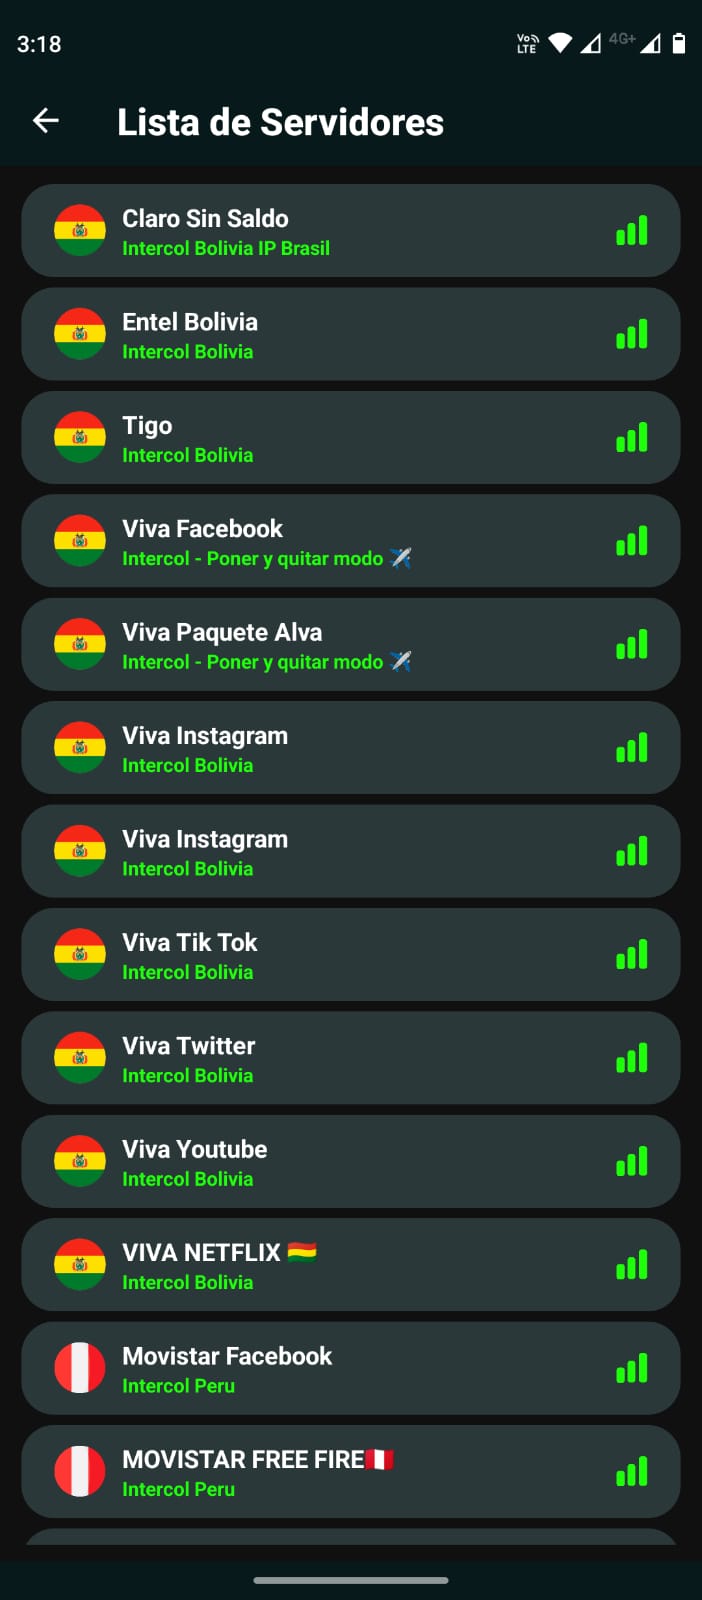 3:18
Vo LTE 4G+
Lista de Servidores
Claro Sin Saldo
Intercol Bolivia IP Brasil
Entel Bolivia
Intercol Bolivia
Tigo
Intercol Bolivia
Viva Facebook
Intercol - Poner y quitar modo ✈️
Viva Paquete Alva
Intercol - Poner y quitar modo ✈️
Viva Instagram
Intercol Bolivia
Viva Instagram
Intercol Bolivia
Viva Tik Tok
Intercol Bolivia
Viva Twitter
Intercol Bolivia
Viva Youtube
Intercol Bolivia
VIVA NETFLIX 🇧🇴
Intercol Bolivia
Movistar Facebook
Intercol Peru
MOVISTAR FREE FIRE🇵🇪
Intercol Peru